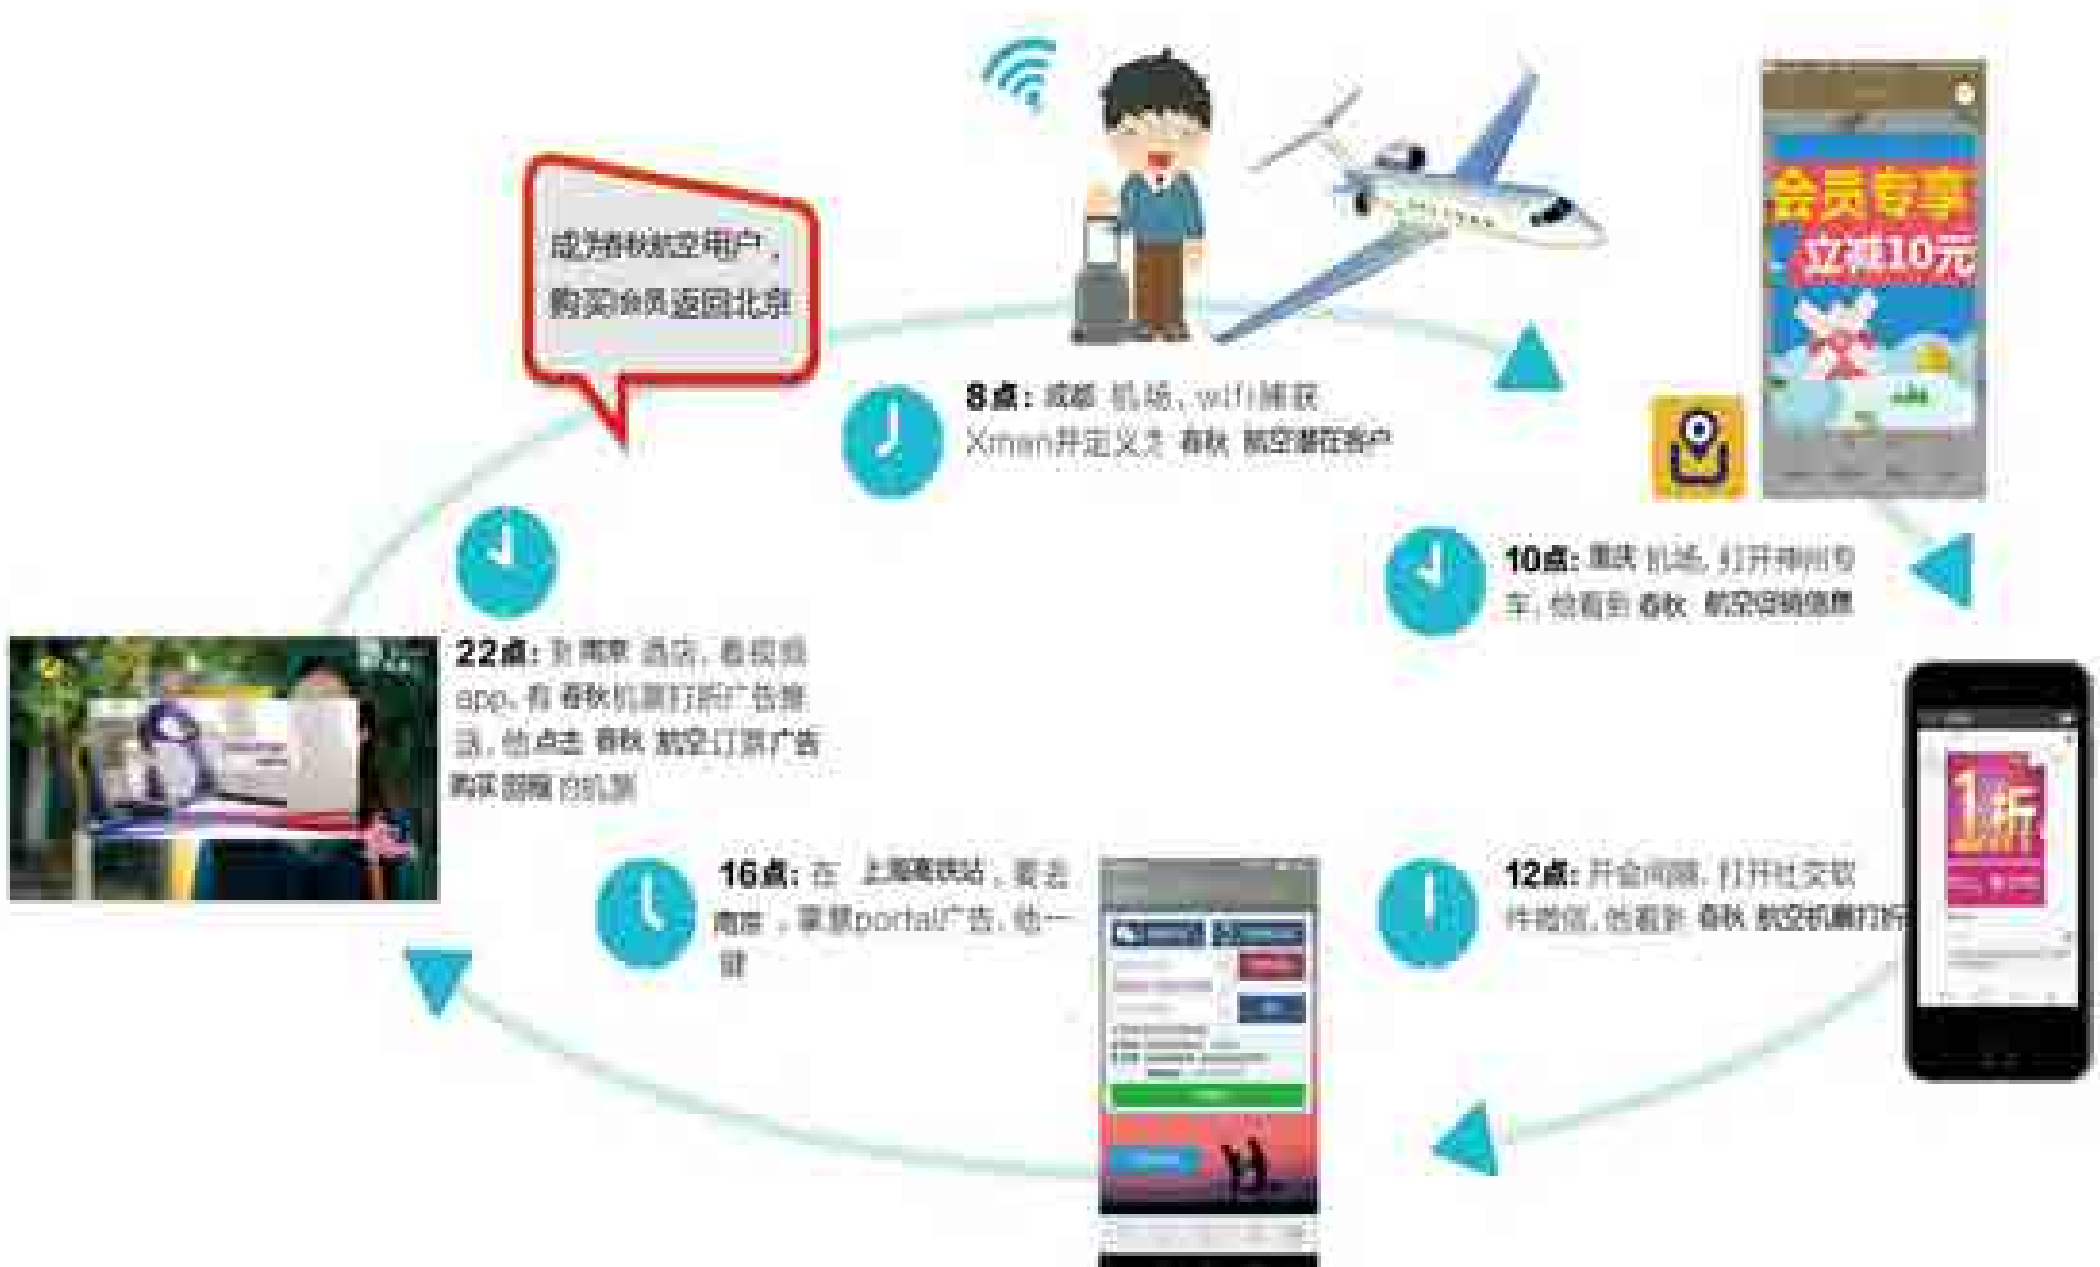 成为春秋航空用户，
购买会员返回北京
8点: 成都 机场，wifi捕获
Xman并定义为 春秋 航空潜在客户
会员专享
立减10元
10点: 重庆 机场, 打开神州专
车, 他看到 春秋 航空促销信息
22点: 到南京 酒店, 看视频
app, 有 春秋机票打折广告推
送, 他点击 春秋 航空订票广告
购买回程的机票
16点: 在 上海高铁站, 要去
南京，掌慧portal广告, 他一
键
12点: 开会间隙, 打开社交软
件微信, 他看到 春秋 航空机票打折
1折